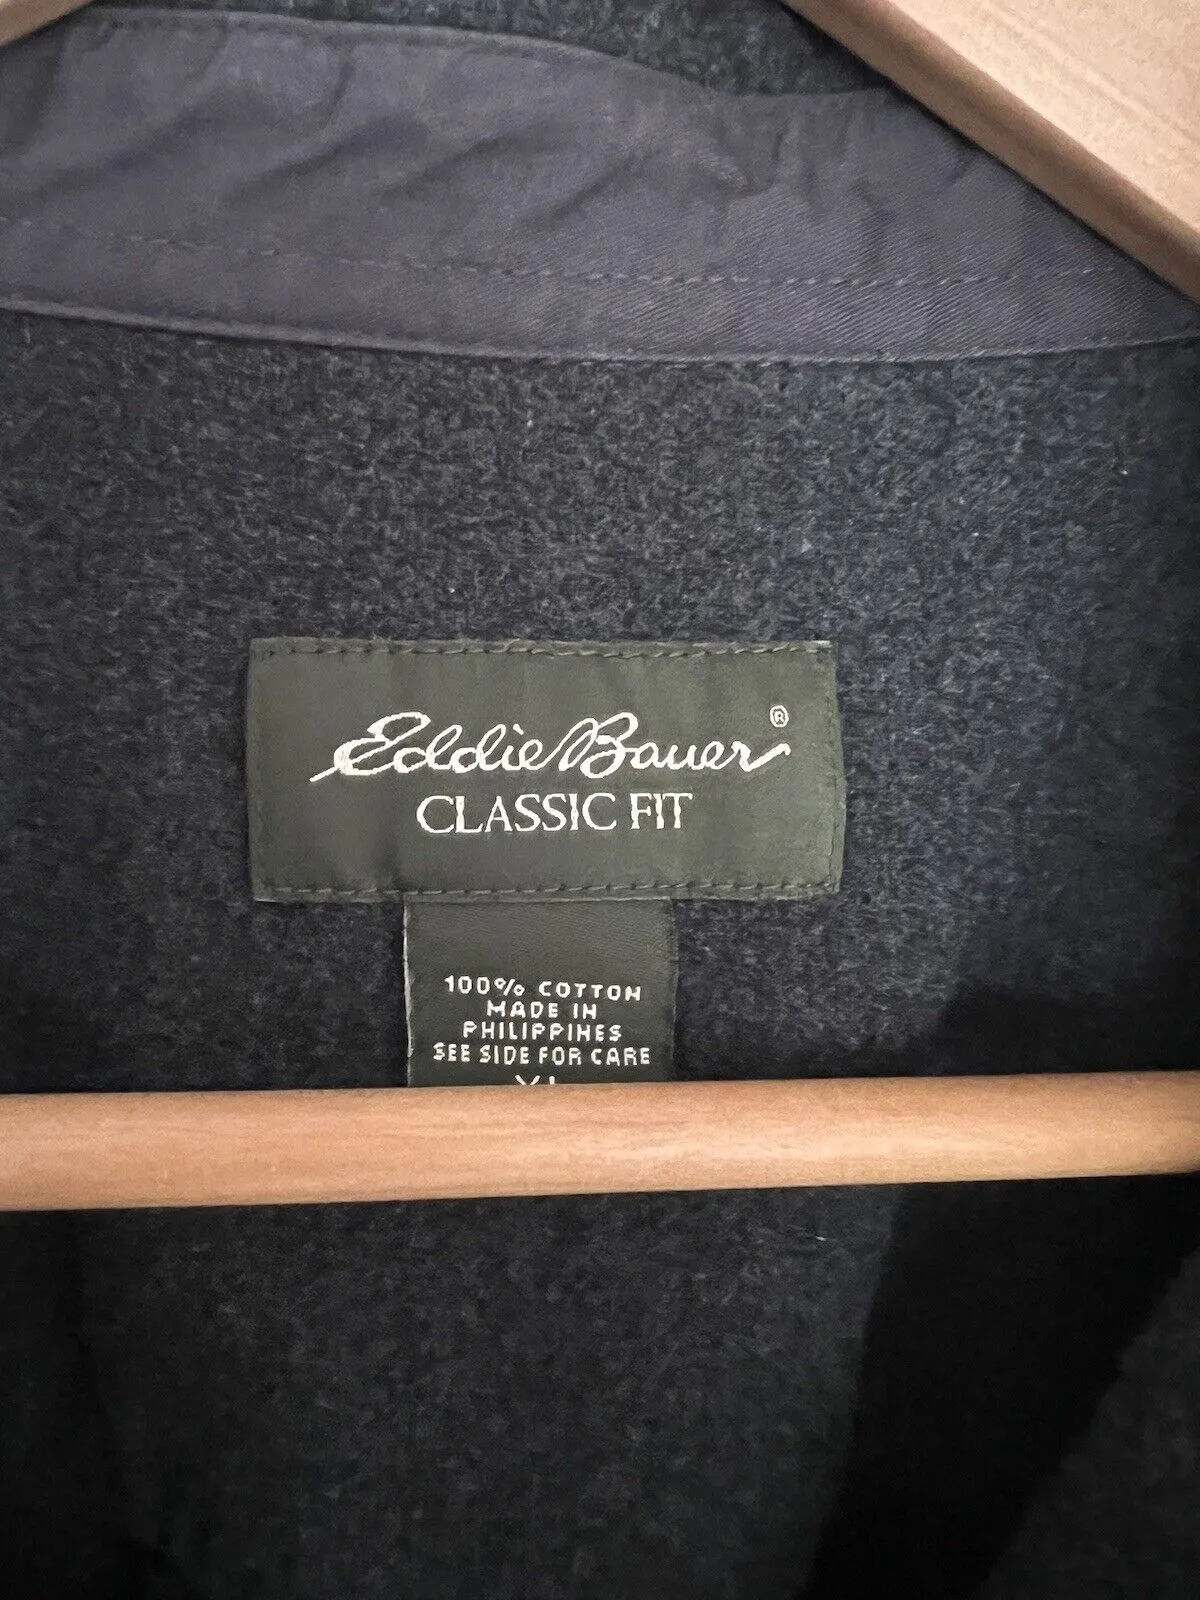 Eddie Bauer®
CLASSIC FIT
100% COTTON
MADE IN
PHILIPPINES
SEE SIDE FOR CARE